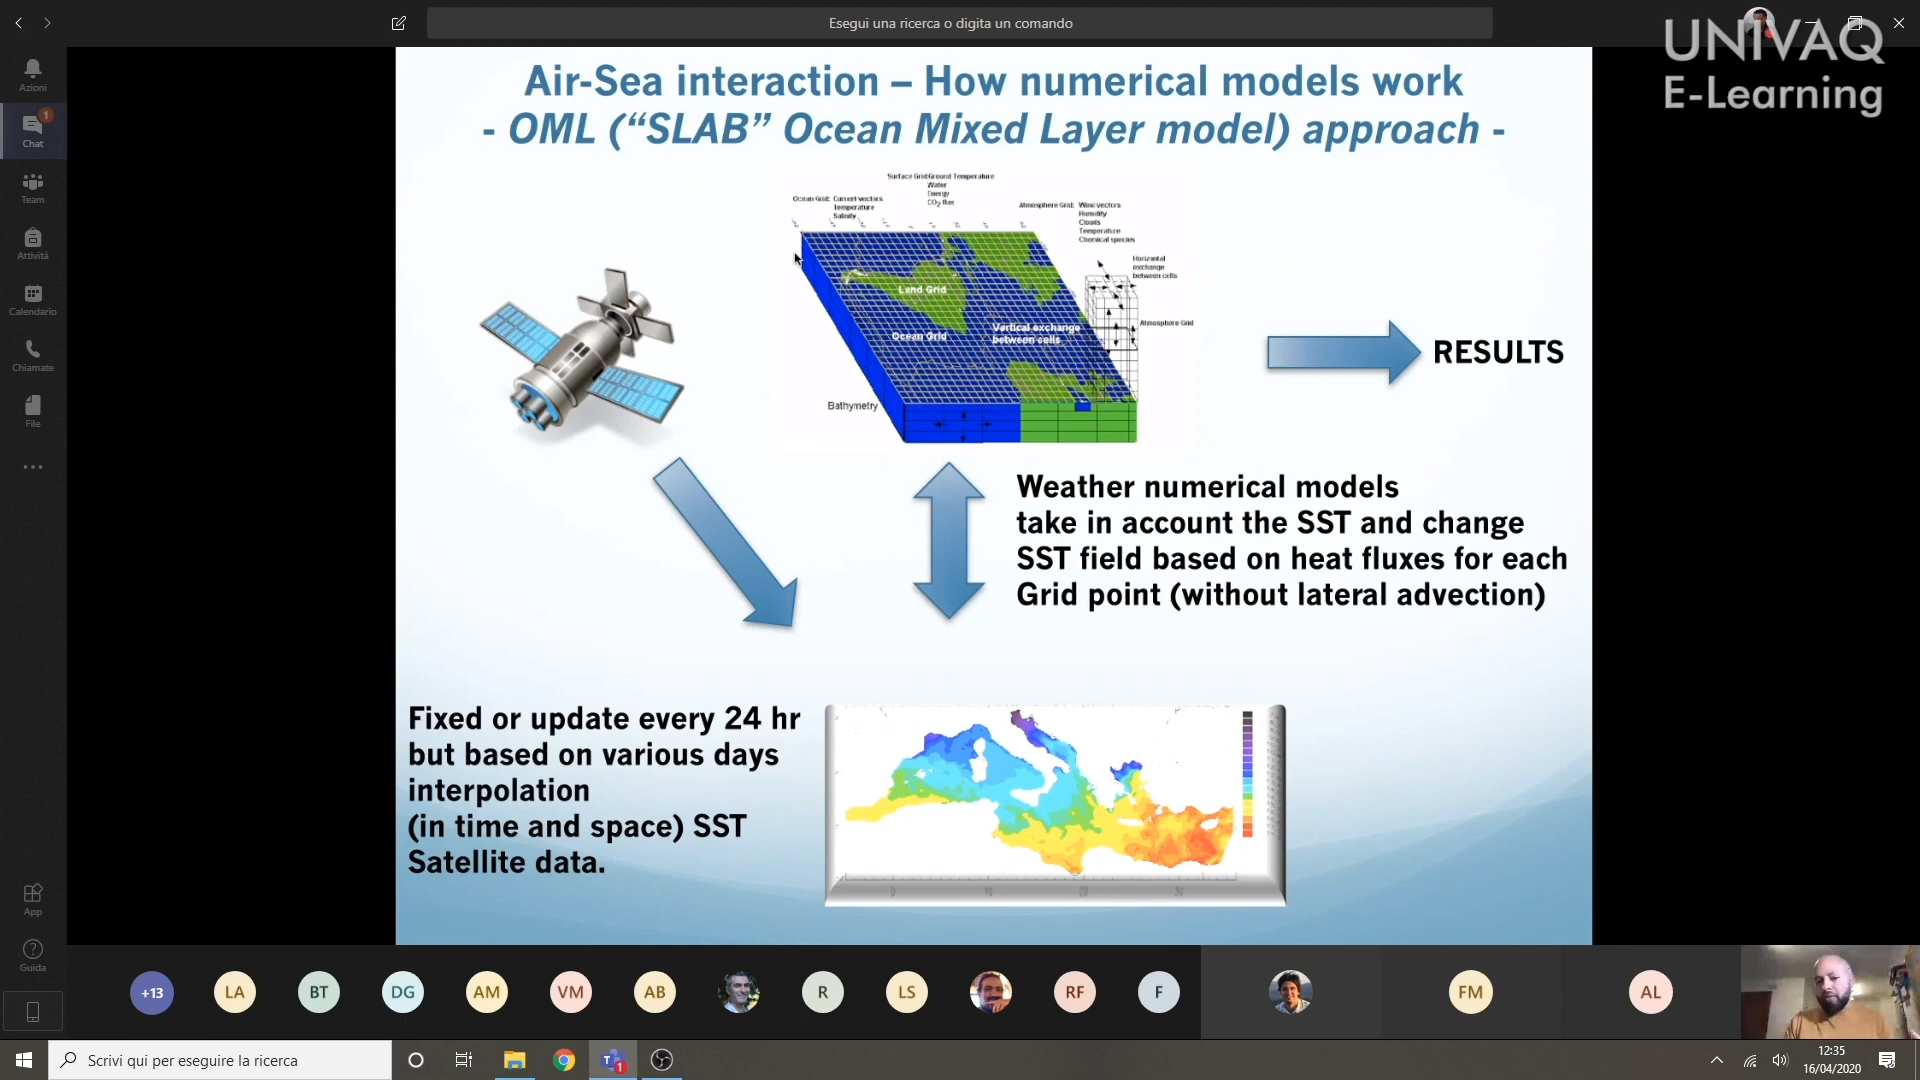 Esegui una ricerca o digita un comando
UNIVAQ
E-Learning
Azioni
1
Chat
Team
Attività
Calendario
Chiamate
File
App
Guida
Air-Sea interaction – How numerical models work
- OML (“SLAB” Ocean Mixed Layer model) approach -
Surface Grid:Ground Temperature
Water
Energy
CO2 flux
Ocean Grid: Current vectors
Temperature
Salinity
Atmosphere Grid: Wind vectors
Humidity
Clouds
Temperature
Chemical species
Horizontal
exchange
between cells
Land Grid
Ocean Grid
Vertical exchange
between cells
Atmosphere Grid
Bathymetry
RESULTS
Weather numerical models
take in account the SST and change
SST field based on heat fluxes for each
Grid point (without lateral advection)
Fixed or update every 24 hr
but based on various days
interpolation
(in time and space) SST
Satellite data.
0 10 20 30
+13 LA BT DG AM VM AB R LS RF F FM AL
Scrivi qui per eseguire la ricerca
T 1
12:35
16/04/2020